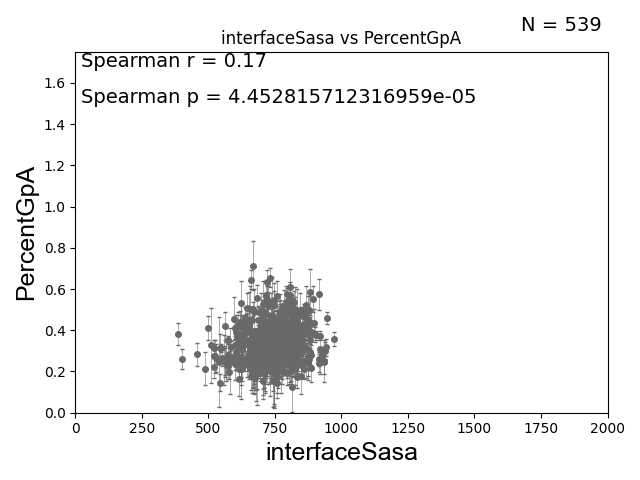 N = 539
interfaceSasa vs PercentGpA
Spearman r = 0.17
Spearman p = 4.452815712316959e-05
PercentGpA
1.6
1.4
1.2
1.0
0.8
0.6
0.4
0.2
0.0
0 250 500 750 1000 1250 1500 1750 2000
interfaceSasa